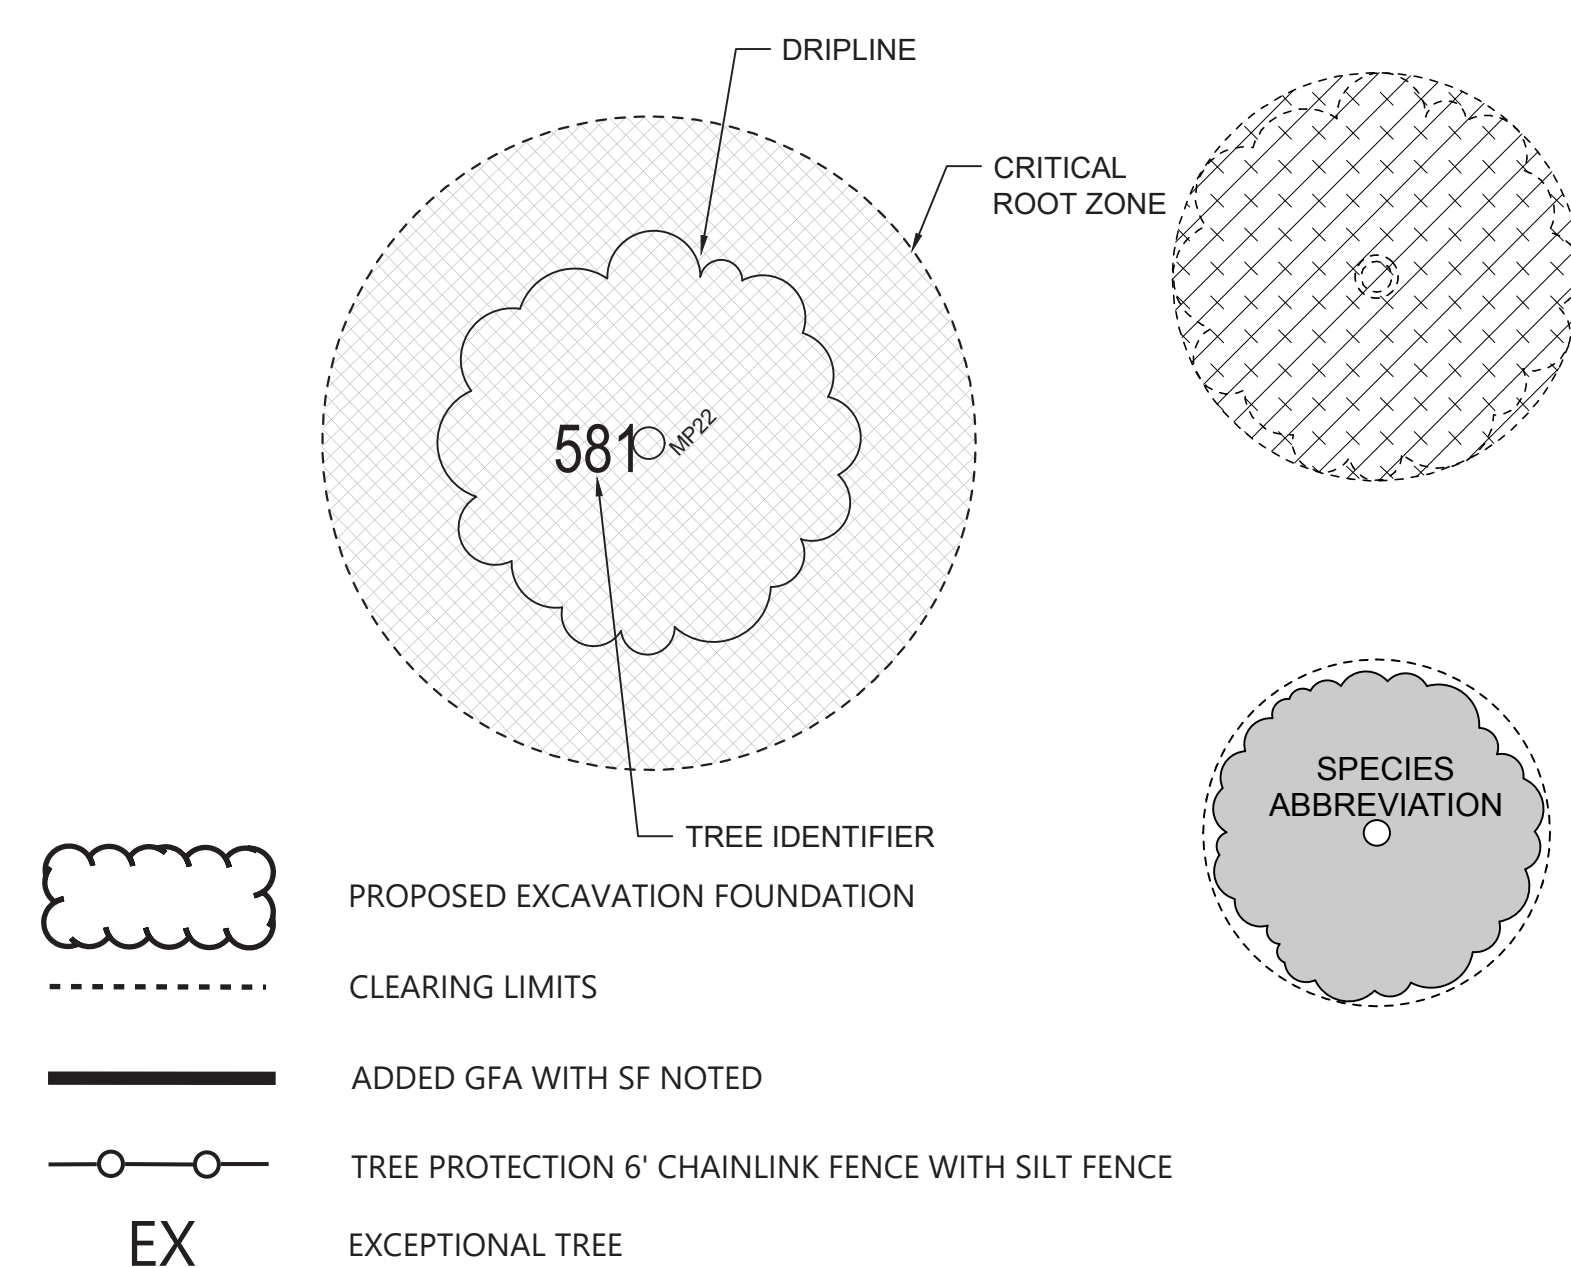 DRIPLINE
CRITICAL
ROOT ZONE
581
MP22
SPECIES
ABBREVIATION
TREE IDENTIFIER
PROPOSED EXCAVATION FOUNDATION
CLEARING LIMITS
ADDED GFA WITH SF NOTED
TREE PROTECTION 6' CHAINLINK FENCE WITH SILT FENCE
EX
EXCEPTIONAL TREE